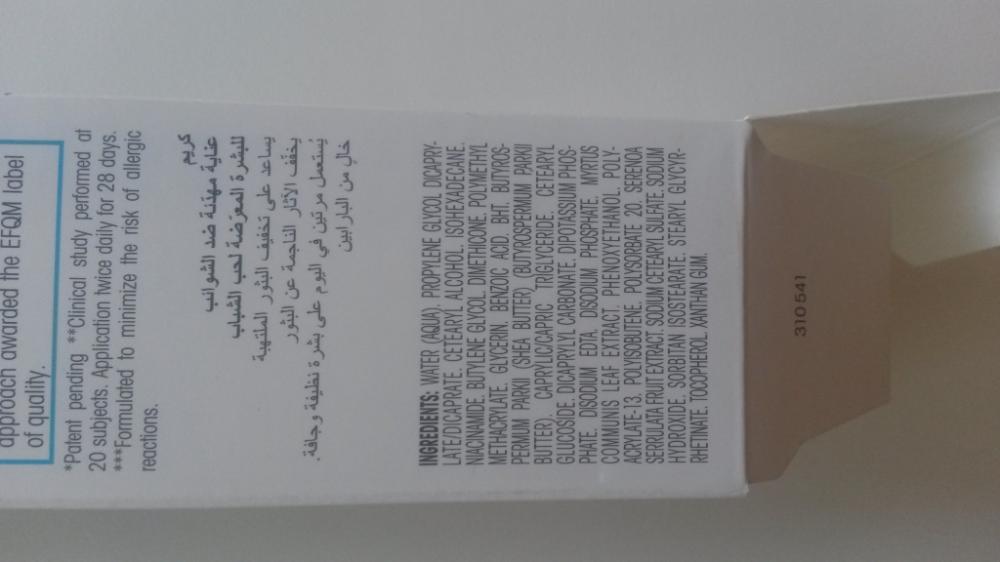 approach awarded the EFQM label
of quality.
*Patent pending **Clinical study performed at
20 subjects. Application twice daily for 28 days.
***Formulated to minimize the risk of allergic
reactions.
كريم
عناية مهدئة ضد الشوائب
للبشرة المعرضة لحب الشباب
يساعد على تخفيف البثور الملتهبة
يخفف الآثار الناجمة عن البثور
يُستعمل مرتين في اليوم على بشرة نظيفة وجافة.
خالٍ من البارابين
INGREDIENTS: WATER (AQUA). PROPYLENE GLYCOL DICAPRY-
LATE/DICAPRATE. CETEARYL ALCOHOL. ISOHEXADECANE.
NIACINAMIDE. BUTYLENE GLYCOL. DIMETHICONE. POLYMETHYL
METHACRYLATE. GLYCERIN. BENZOIC ACID. BHT. BUTYROS-
PERMUM PARKII (SHEA BUTTER) (BUTYROSPERMUM PARKII
BUTTER). CAPRYLIC/CAPRIC TRIGLYCERIDE. CETEARYL
GLUCOSIDE. DICAPRYLYL CARBONATE. DIPOTASSIUM PHOS-
PHATE. DISODIUM EDTA. DISODIUM PHOSPHATE. MYRTUS
COMMUNIS LEAF EXTRACT. PHENOXYETHANOL. POLY-
ACRYLATE-13. POLYISOBUTENE. POLYSORBATE 20. SERENOA
SERRULATA FRUIT EXTRACT. SODIUM CETEARYL SULFATE. SODIUM
HYDROXIDE. SORBITAN ISOSTEARATE. STEARYL GLYCYR-
RHETINATE. TOCOPHEROL. XANTHAN GUM.
310541